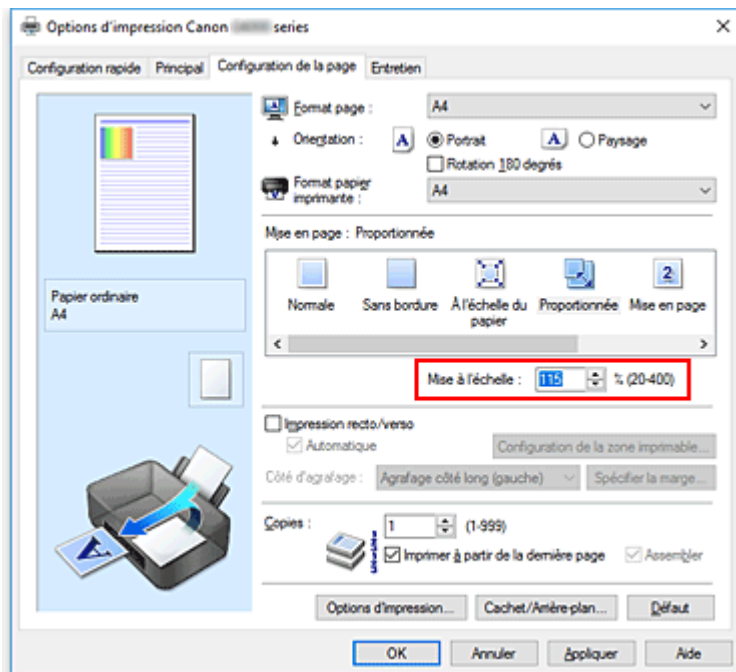 Options d'impression Canon series
Configuration rapide Principal Configuration de la page Entretien
Format page : A4
Orientation : A Portrait A Paysage
Rotation 180 degrés
Format papier
imprimante : A4
Mise en page : Proportionnée
Normale Sans bordure À l'échelle du
papier Proportionnée Mise en page
2
Papier ordinaire
A4
Mise à l'échelle : 115 % (20-400)
Impression recto/verso
Automatique Configuration de la zone imprimable...
Côté d'agrafage : Agrafage côté long (gauche) Spécifier la marge...
Copies : 1 (1-999)
Imprimer à partir de la dernière page Assembler
A
Options d'impression... Cachet/Arrière-plan... Défaut
OK Annuler Appliquer Aide